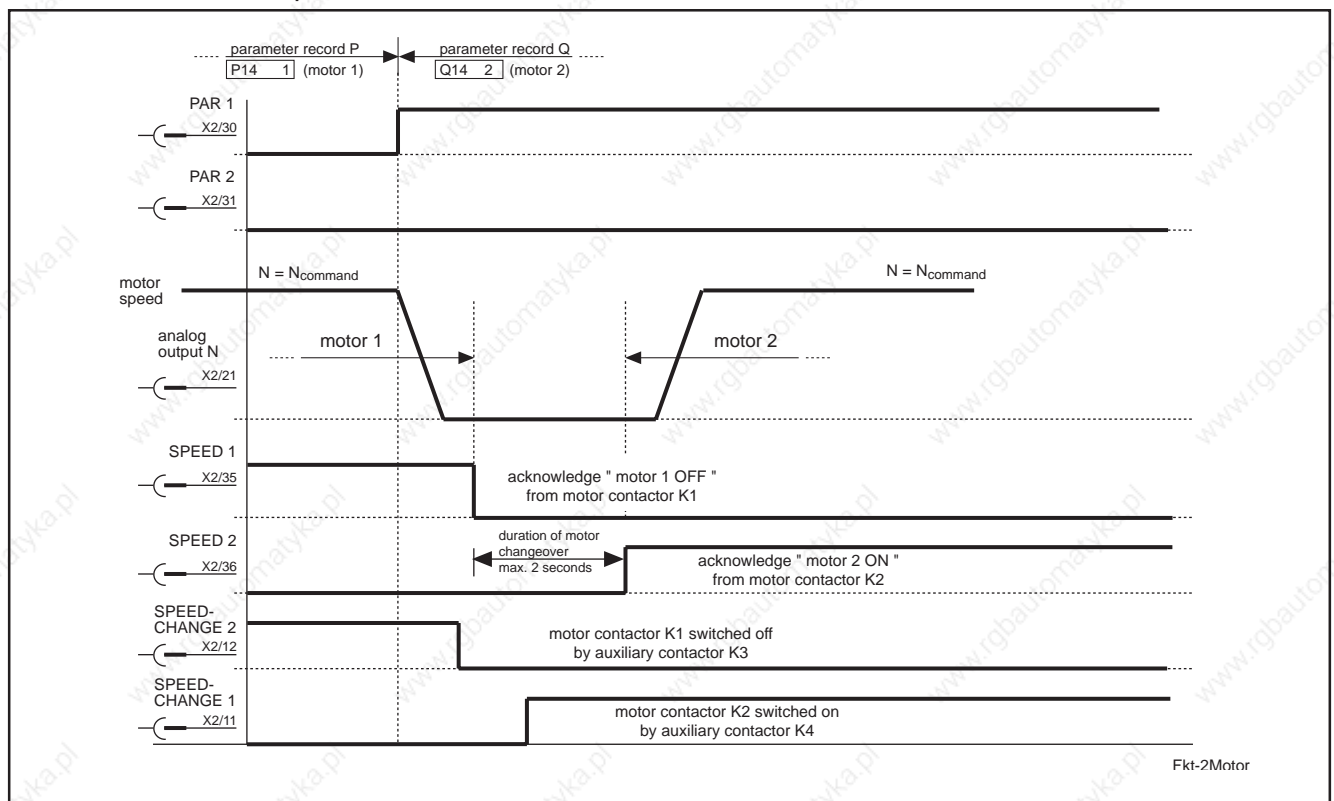 parameter record P
parameter record Q
P14 1 (motor 1)
Q14 2 (motor 2)
PAR 1
X2/30
PAR 2
X2/31
N = Ncommand
N = Ncommand
motor
speed
analog
output N
motor 1
motor 2
X2/21
SPEED 1
X2/35
acknowledge " motor 1 OFF "
from motor contactor K1
SPEED 2
X2/36
duration of motor
changeover
max. 2 seconds
acknowledge " motor 2 ON "
from motor contactor K2
SPEED-
CHANGE 2
X2/12
motor contactor K1 switched off
by auxiliary contactor K3
SPEED-
CHANGE 1
X2/11
motor contactor K2 switched on
by auxiliary contactor K4
Fkt-2Motor
www.rgbautomatyka.pl